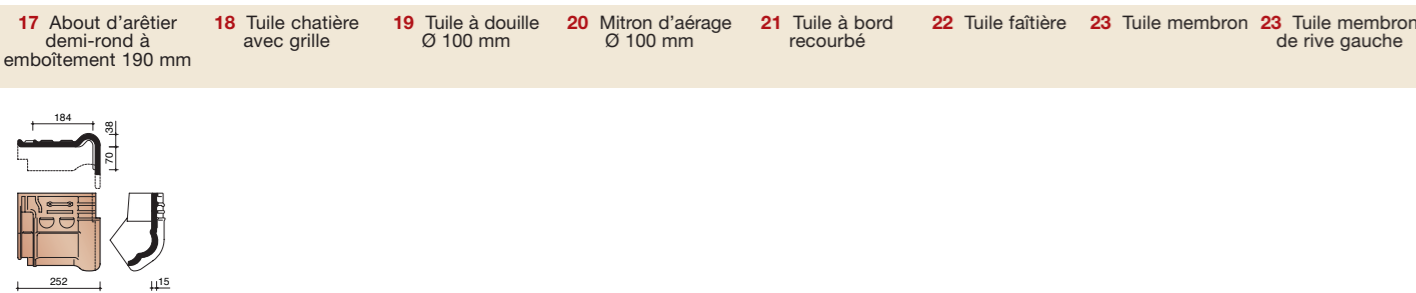 17 About d'arêtier
demi-rond à
emboîtement 190 mm
18 Tuile chatière
avec grille
19 Tuile à douille
Ø 100 mm
20 Mitron d'aérage
Ø 100 mm
21 Tuile à bord
recourbé
22 Tuile faîtière
23 Tuile membron
23 Tuile membron
de rive gauche
184
38
70
252
15